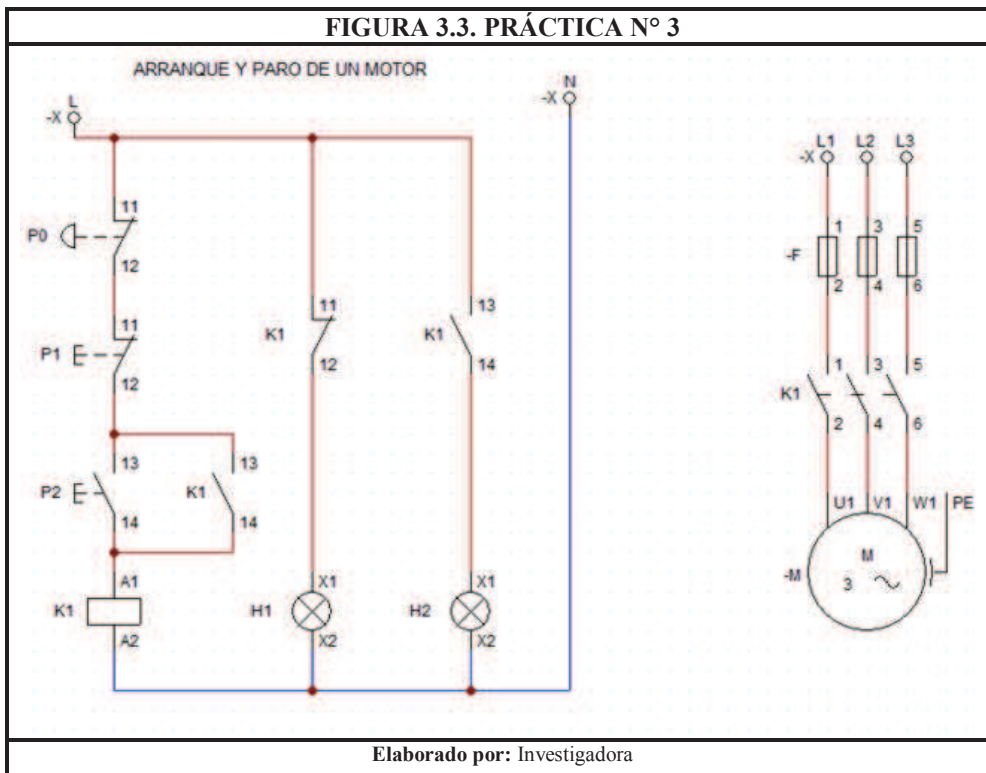 FIGURA 3.3. PRÁCTICA N° 3
ARRANQUE Y PARO DE UN MOTOR
L
-X
N
-X
L1 L2 L3
-X
11
P0
12
11
P1
12
13
P2
14
13
K1
14
A1
K1
A2
11
K1
12
X1
H1
X2
13
K1
14
X1
H2
X2
1 3 5
-F
2 4 6
1 3 5
K1
2 4 6
U1 V1 W1 PE
M
-M
3
Elaborado por: Investigadora